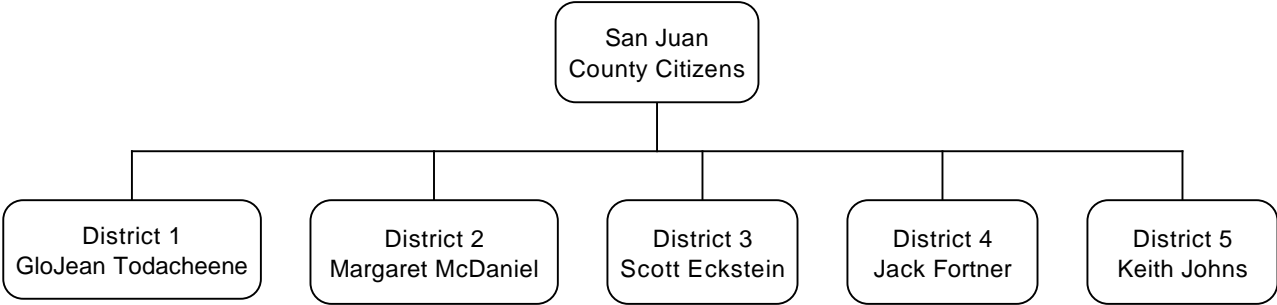 San Juan
County Citizens
District 1
GloJean Todacheene
District 2
Margaret McDaniel
District 3
Scott Eckstein
District 4
Jack Fortner
District 5
Keith Johns